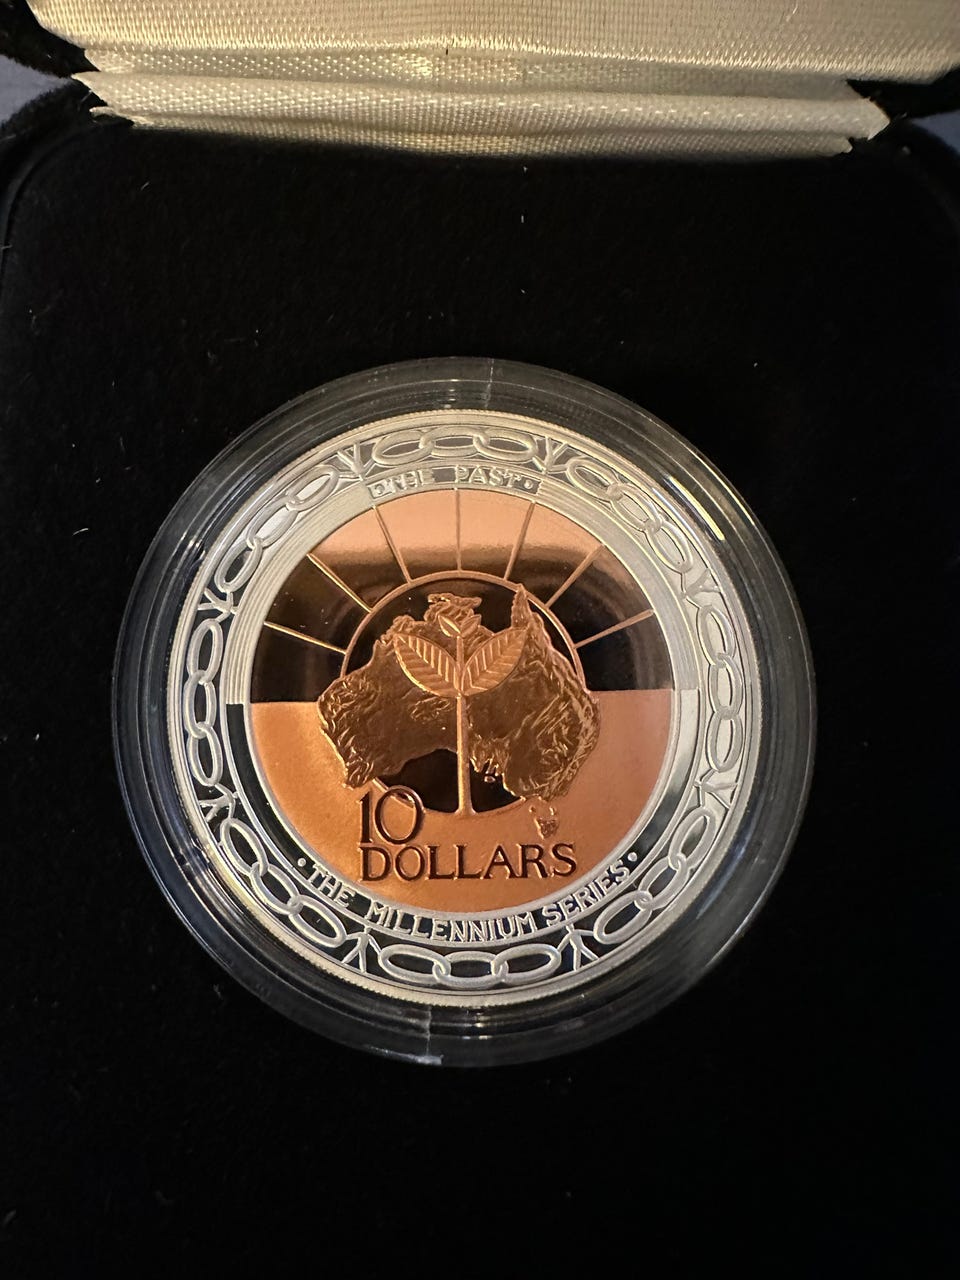 • THE PAST •
10
DOLLARS
• THE MILLENNIUM SERIES •